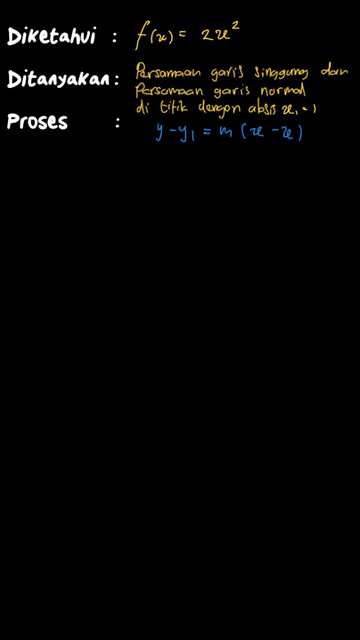 Diketahui : f(x) = 2x²
Ditanyakan : Persamaan garis singgung dan
Persamaan garis normal
di titik dengan absis x₁ = 1
Proses :
y - y₁ = m (x - x)